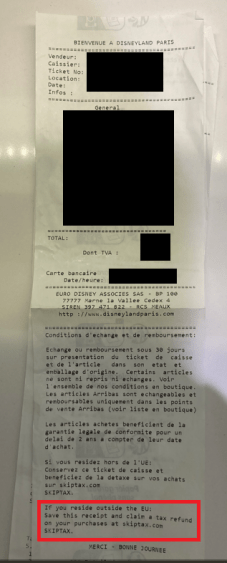 BIENVENUE A DISNEYLAND PARIS
Vendeur:
Caissier:
Ticket No:
Location:
Date:
Infos :
General
TOTAL:
Dont TVA :
Carte bancaire
Date/heure:
EURO DISNEY ASSOCIES SAS - BP 100
77777 Marne la Vallee Cedex 4
SIREN 397 471 822 - RCS MEAUX
http://www.disneylandparis.com
Conditions d'echange et de remboursement:
Echange ou remboursement sous 30 jours
sur presentation du ticket de caisse
et de l'article dans son etat et
emballage d'origine. Certains articles
ne sont ni repris ni echanges. Voir
l'ensemble de nos conditions en boutique.
Les articles Arribas sont echangeables et
remboursables uniquement dans les points
de vente Arribas (voir liste en boutique)
Les articles achetes beneficient de la
garantie legale de conformite pour un
delai de 2 ans a compter de leur date
d'achat.
Si vous residez hors de l'UE:
Conservez ce ticket de caisse et
beneficiez de la detaxe sur vos achats
sur skiptax.com
SKIPTAX.
If you reside outside the EU:
Save this receipt and claim a tax refund
on your purchases at skiptax.com
SKIPTAX.
MERCI - BONNE JOURNEE